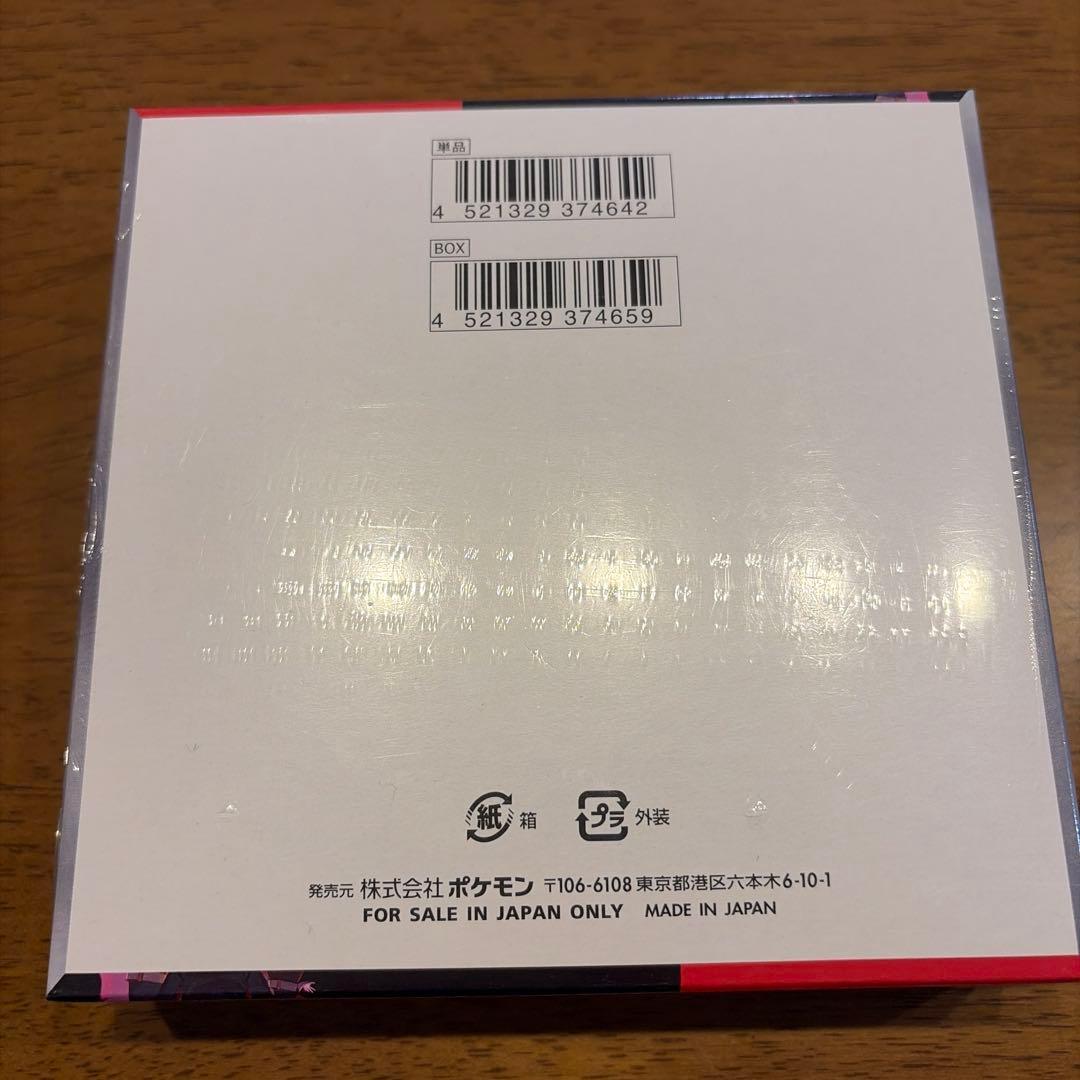 単品
4 521329 374642
BOX
4 521329 374659
紙 箱 プラ 外装
発売元 株式会社 ポケモン 〒106-6108 東京都港区六本木6-10-1
FOR SALE IN JAPAN ONLY MADE IN JAPAN